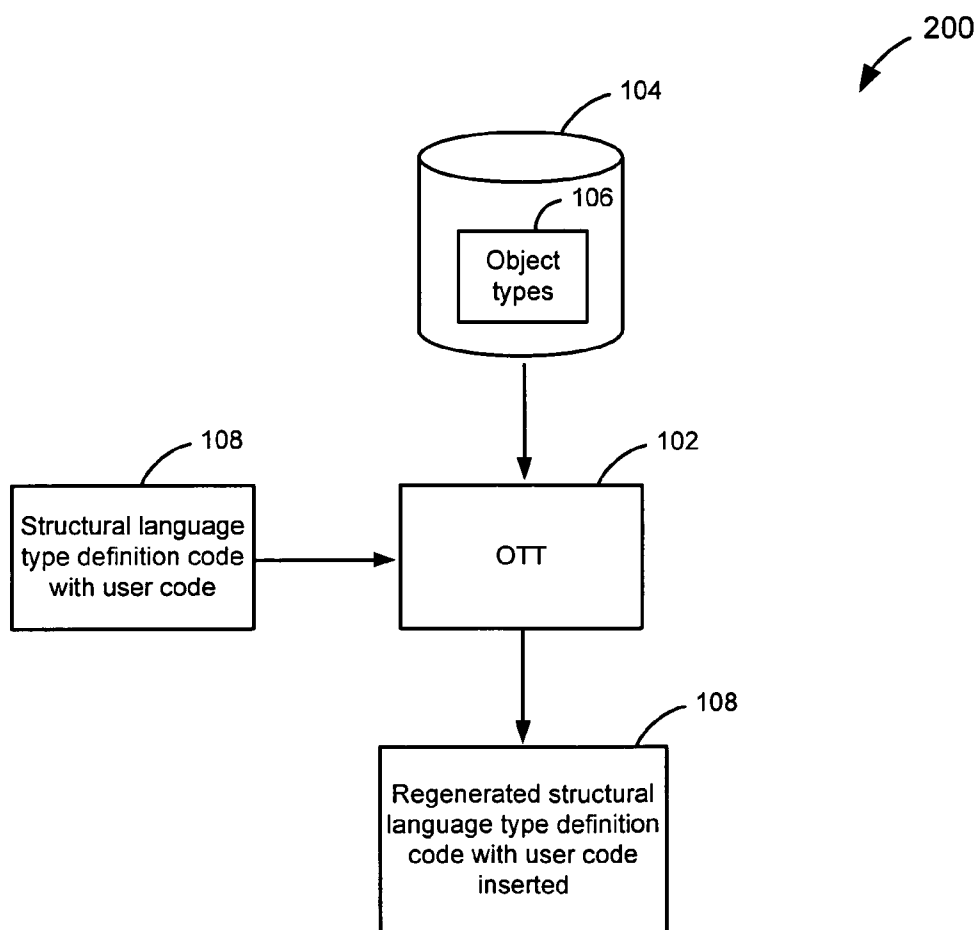 200
104
106
Object
types
108
102
Structural language
type definition code
with user code
OTT
108
Regenerated structural
language type definition
code with user code
inserted